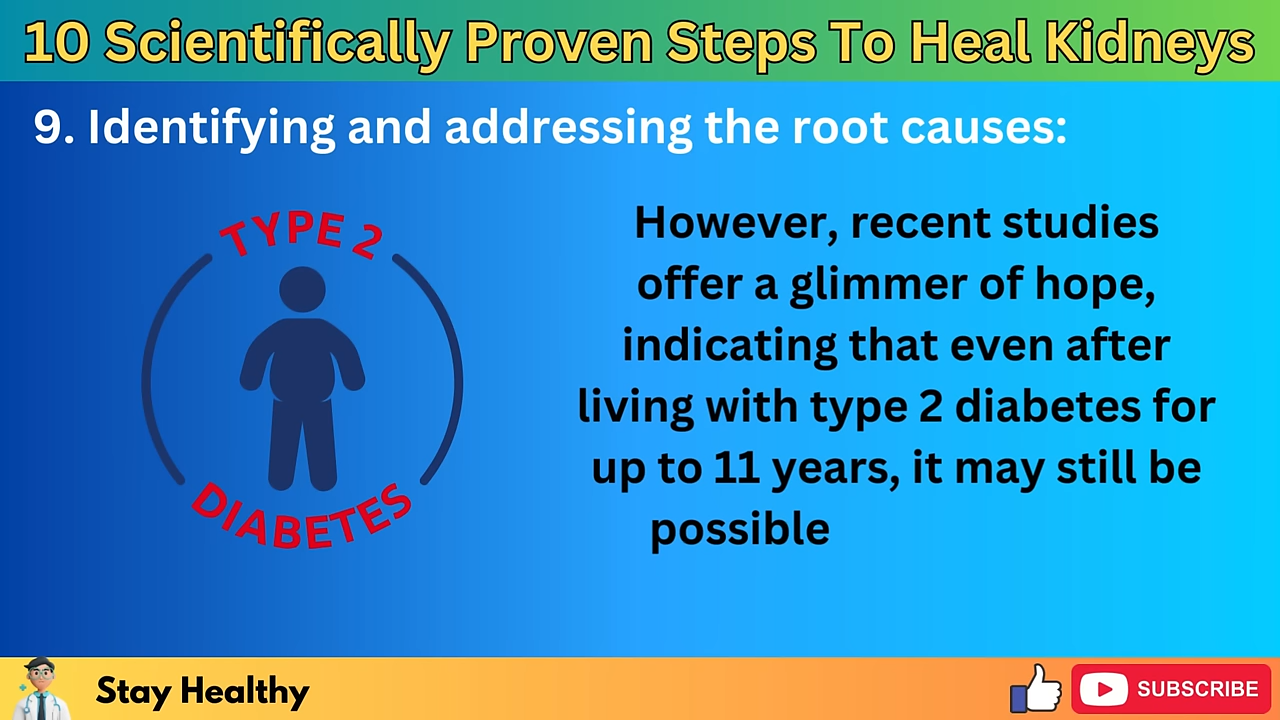 10 Scientifically Proven Steps To Heal Kidneys
9. Identifying and addressing the root causes:
TYPE 2
DIABETES
However, recent studies
offer a glimmer of hope,
indicating that even after
living with type 2 diabetes for
up to 11 years, it may still be
possible
Stay Healthy
SUBSCRIBE